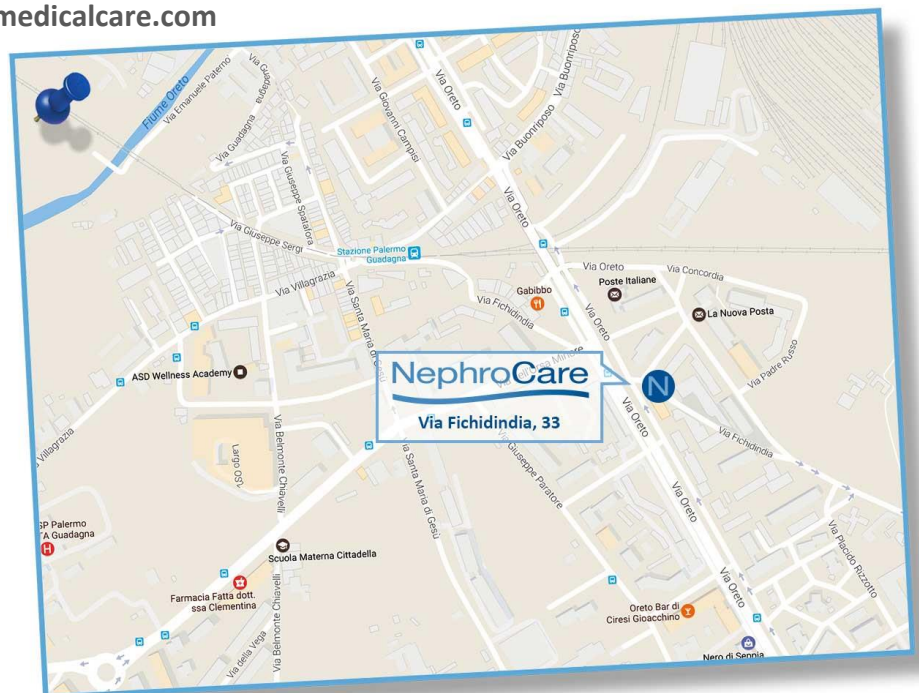 medicalcare.com
Fiume Oreto
Via Emanuele Paterno
Via Guadagna
Via Guadagna
Via Giovanni Campisi
Via Oreto
Via Buonriposo
Via Buonriposo
Via Giuseppe Spatafora
Via Giuseppe Sergi
Stazione Palermo
Guadagna
Via Oreto
Via Villagrazia
Via Santa Maria di Gesù
Via Fichidindia
Gabibbo
Via Oreto
Via Oreto
Poste Italiane
Via Concordia
La Nuova Posta
Via Padre Russo
ASD Wellness Academy
NephroCare
Via Fichidindia, 33
N
Via Oreto
Via Fichidindia
Villagrazia
Largo OSV
Via Belmonte Chiavelli
Via Santa Maria di Gesù
Via Giuseppe Paratore
Via Oreto
Via Placido Rizzotto
SP Palermo
TA Guadagna
H
Scuola Materna Cittadella
Farmacia Fatta dott.
ssa Clementina
Via della Vega
Via Belmonte Chiavelli
Oreto Bar di
Ciresi Gioacchino
Via Oreto
Nero di Seppia